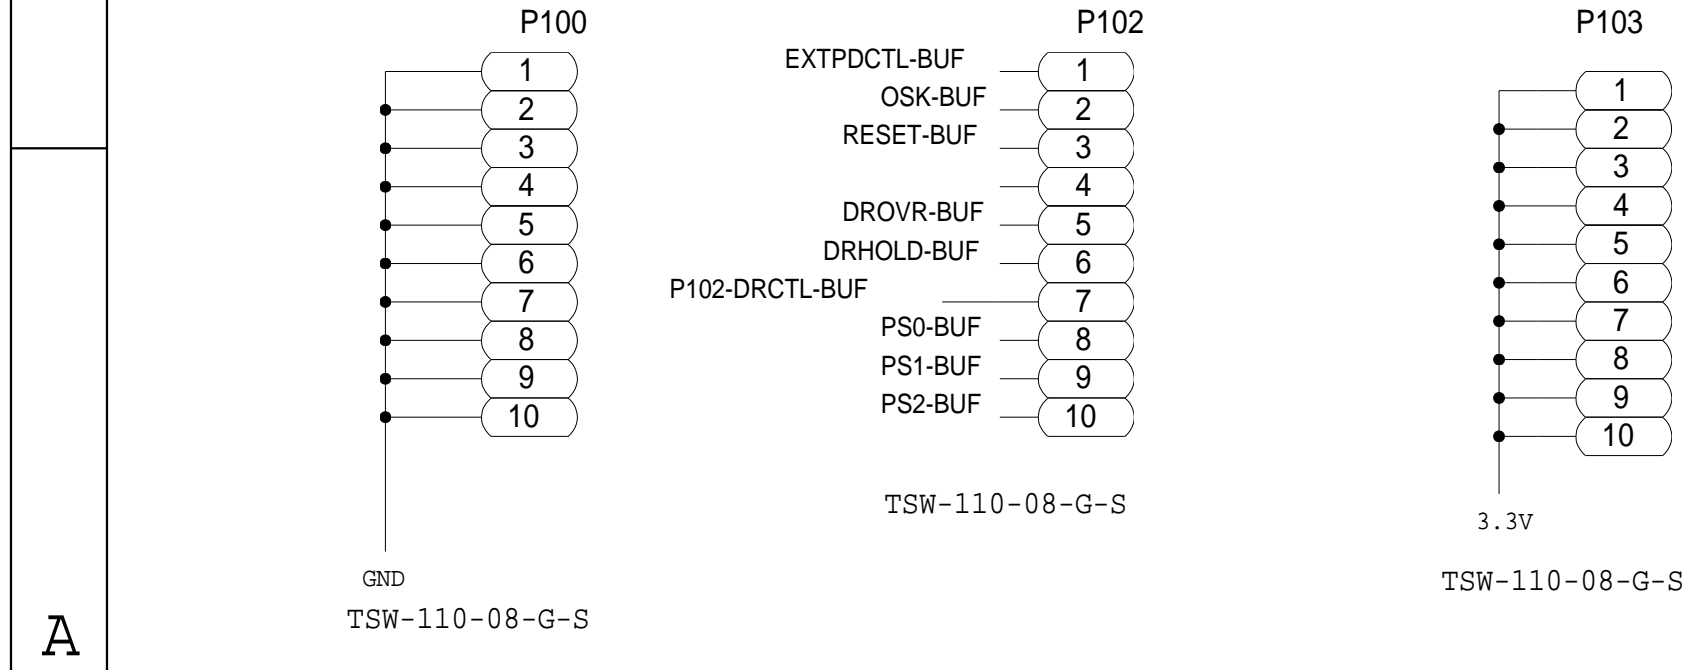 P100
1
2
3
4
5
6
7
8
9
10
GND
TSW-110-08-G-S
P102
EXTPDCTL-BUF 1
OSK-BUF 2
RESET-BUF 3
4
DROVR-BUF 5
DRHOLD-BUF 6
P102-DRCTL-BUF 7
PS0-BUF 8
PS1-BUF 9
PS2-BUF 10
TSW-110-08-G-S
P103
1
2
3
4
5
6
7
8
9
10
3.3V
TSW-110-08-G-S
A